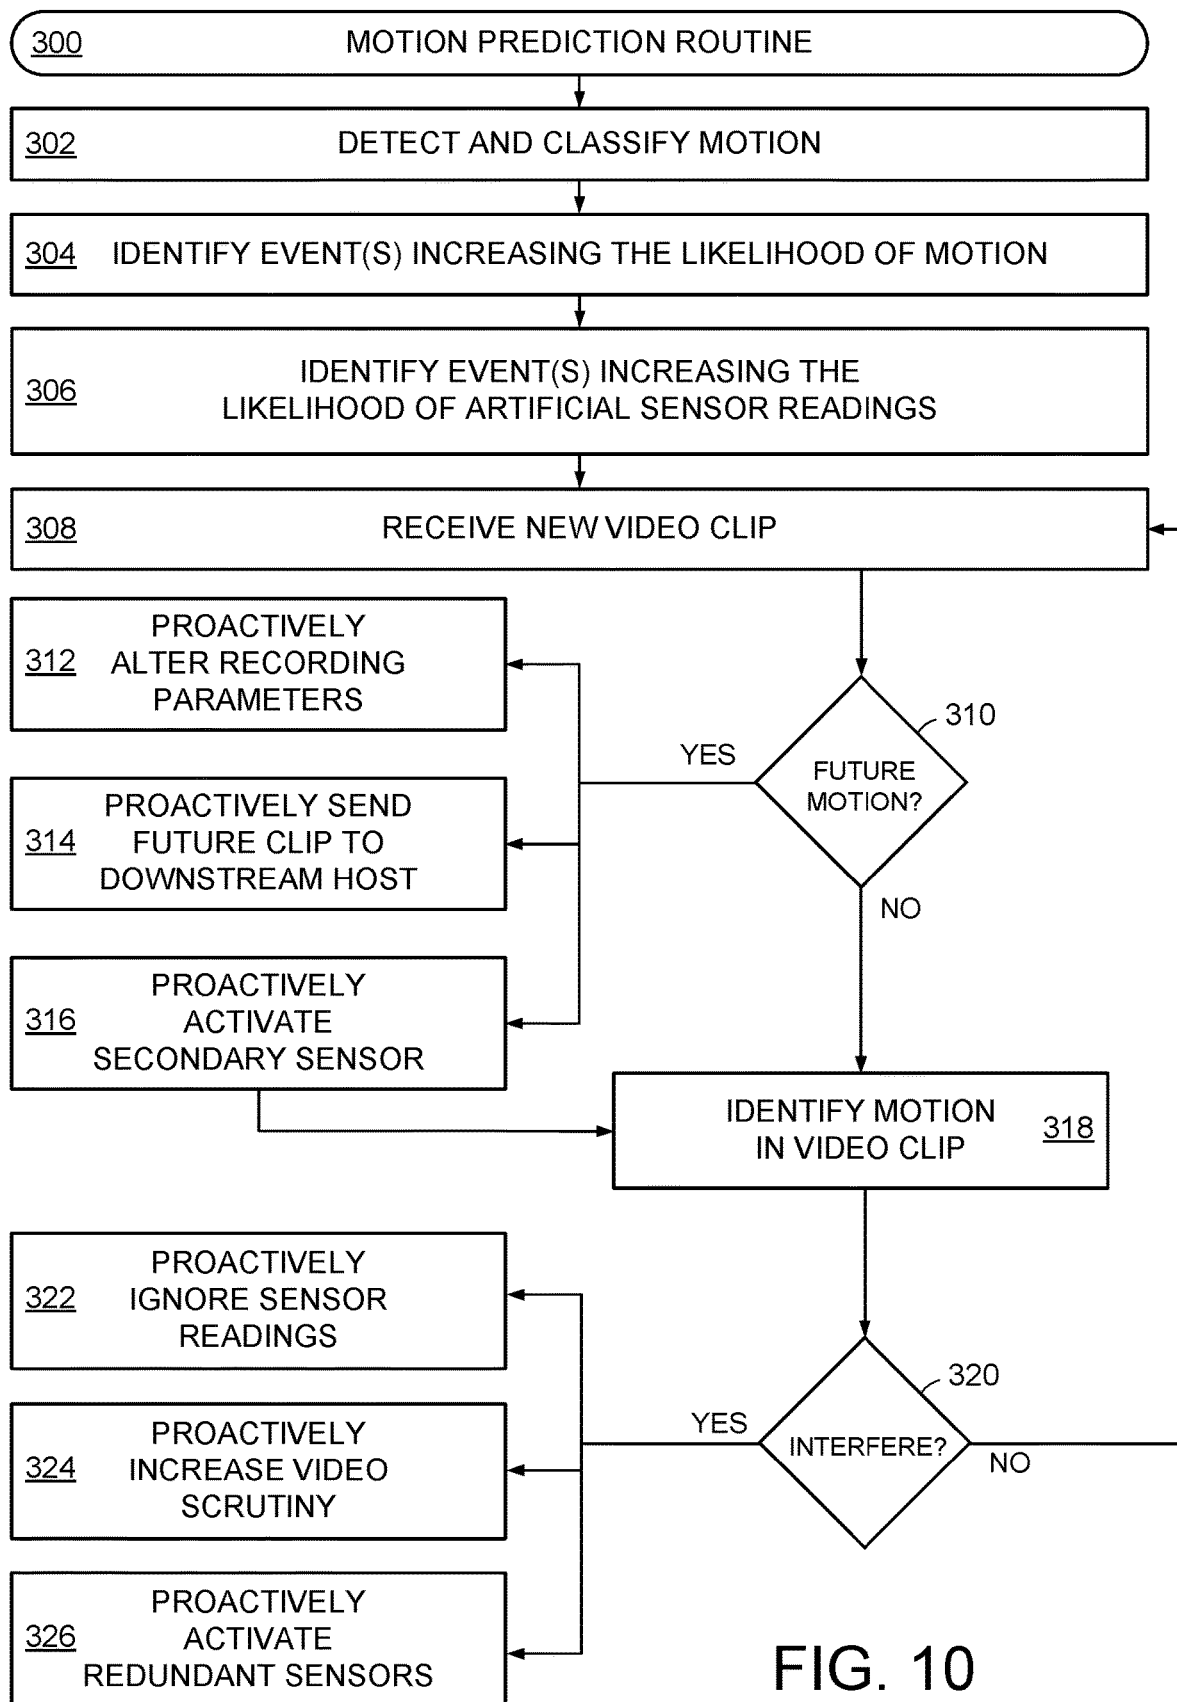 300 MOTION PREDICTION ROUTINE
302 DETECT AND CLASSIFY MOTION
304 IDENTIFY EVENT(S) INCREASING THE LIKELIHOOD OF MOTION
306
IDENTIFY EVENT(S) INCREASING THE
LIKELIHOOD OF ARTIFICIAL SENSOR READINGS
308 RECEIVE NEW VIDEO CLIP
312
PROACTIVELY
ALTER RECORDING
PARAMETERS
310
YES
FUTURE
MOTION?
NO
314
PROACTIVELY SEND
FUTURE CLIP TO
DOWNSTREAM HOST
316
PROACTIVELY
ACTIVATE
SECONDARY SENSOR
IDENTIFY MOTION
IN VIDEO CLIP
318
322
PROACTIVELY
IGNORE SENSOR
READINGS
320
YES
INTERFERE?
NO
324
PROACTIVELY
INCREASE VIDEO
SCRUTINY
326
PROACTIVELY
ACTIVATE
REDUNDANT SENSORS
FIG. 10